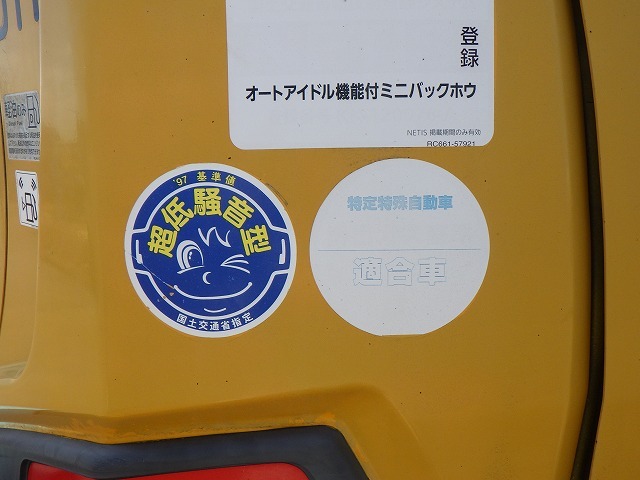 登録
オートアイドル機能付ミニバックホウ
NETIS 掲載期間のみ有効
RC661-57921
'97 基準値
超低騒音型
国土交通省指定
特定特殊自動車
適合車